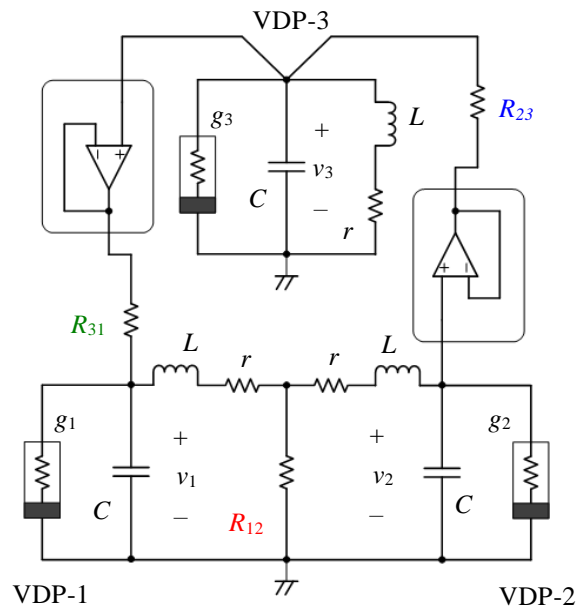 VDP-3
g3
+
v3
−
C
L
r
R23
− +
+ −
R31
L
r
r
L
g1
+
v1
−
C
R12
+
v2
−
C
g2
VDP-1
VDP-2